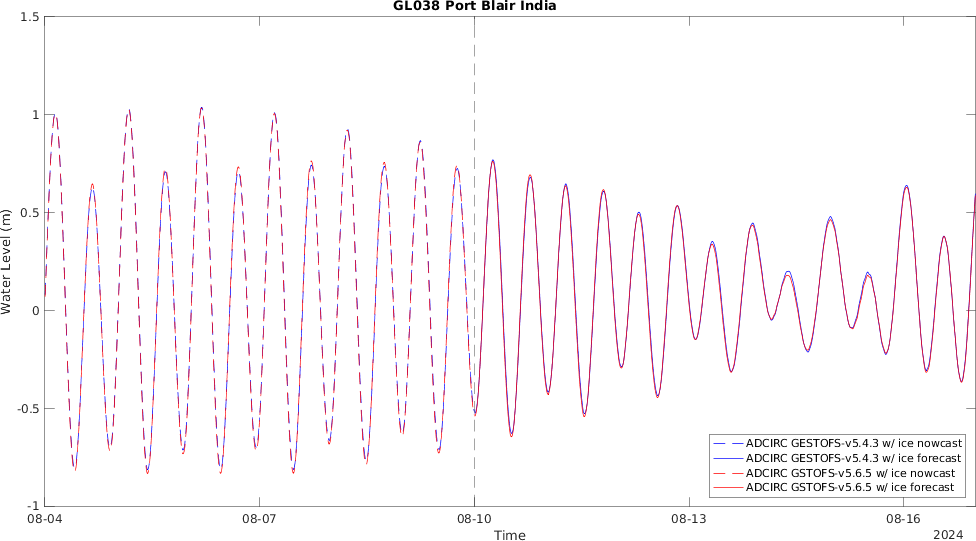 GL038 Port Blair India
1.5
1
0.5
0
-0.5
-1
Water Level (m)
08-04
08-07
08-10
08-13
08-16
Time
2024
ADCIRC GESTOFS-v5.4.3 w/ ice nowcast
ADCIRC GESTOFS-v5.4.3 w/ ice forecast
ADCIRC GSTOFS-v5.6.5 w/ ice nowcast
ADCIRC GSTOFS-v5.6.5 w/ ice forecast